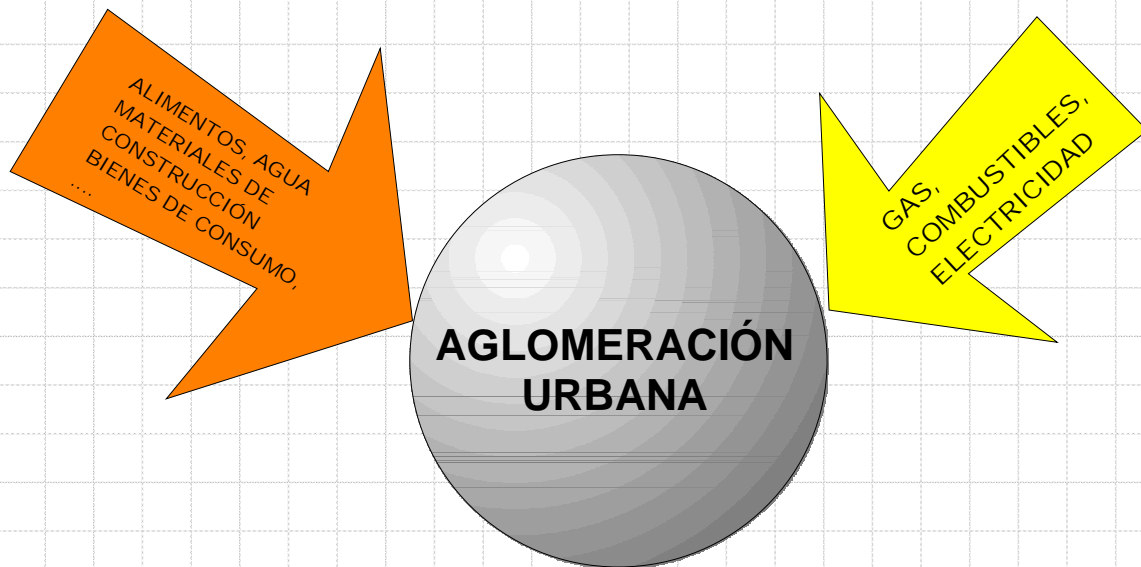 ALIMENTOS, AGUA
MATERIALES DE
CONSTRUCCIÓN
BIENES DE CONSUMO,
....
GAS,
COMBUSTIBLES,
ELECTRICIDAD
AGLOMERACIÓN
URBANA